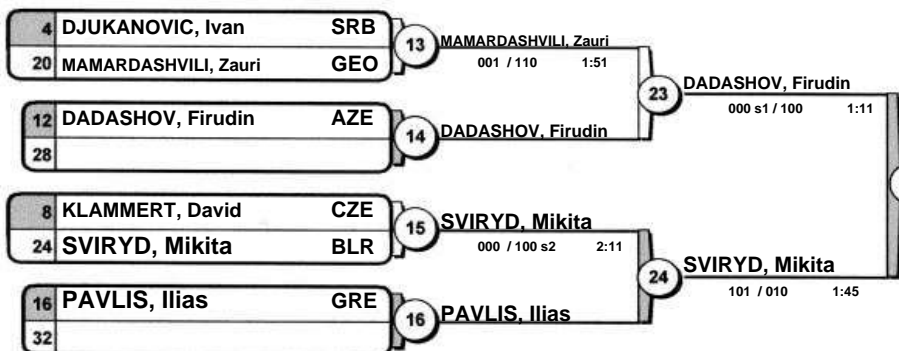 4 DJUKANOVIC, Ivan SRB
20 MAMARDASHVILI, Zauri GEO
13
MAMARDASHVILI, Zauri
001 / 110 1:51
23
DADASHOV, Firudin
000 s1 / 100 1:11
12 DADASHOV, Firudin AZE
28
14
DADASHOV, Firudin
8 KLAMMERT, David CZE
24 SVIRYD, Mikita BLR
15
SVIRYD, Mikita
000 / 100 s2 2:11
24
SVIRYD, Mikita
101 / 010 1:45
16 PAVLIS, Ilias GRE
32
16
PAVLIS, Ilias